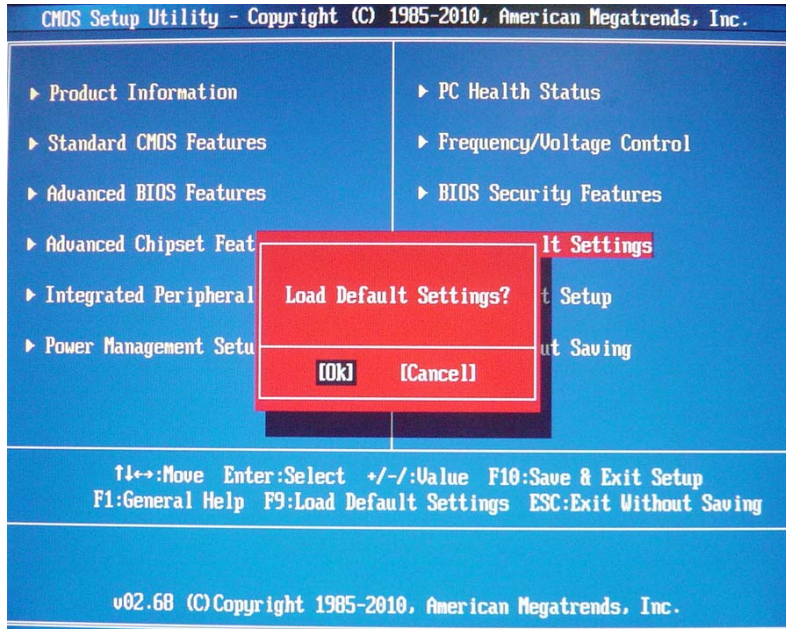 CMOS Setup Utility - Copyright (C) 1985-2010, American Megatrends, Inc.
▶ Product Information
▶ Standard CMOS Features
▶ Advanced BIOS Features
▶ Advanced Chipset Feat
▶ Integrated Peripheral
▶ Power Management Setu
▶ PC Health Status
▶ Frequency/Voltage Control
▶ BIOS Security Features
lt Settings
t Setup
ut Saving
Load Default Settings?
[Ok] [Cancel]
↑↓←→:Move Enter:Select +/-/:Value F10:Save & Exit Setup
F1:General Help F9:Load Default Settings ESC:Exit Without Saving
v02.68 (C)Copyright 1985-2010, American Megatrends, Inc.